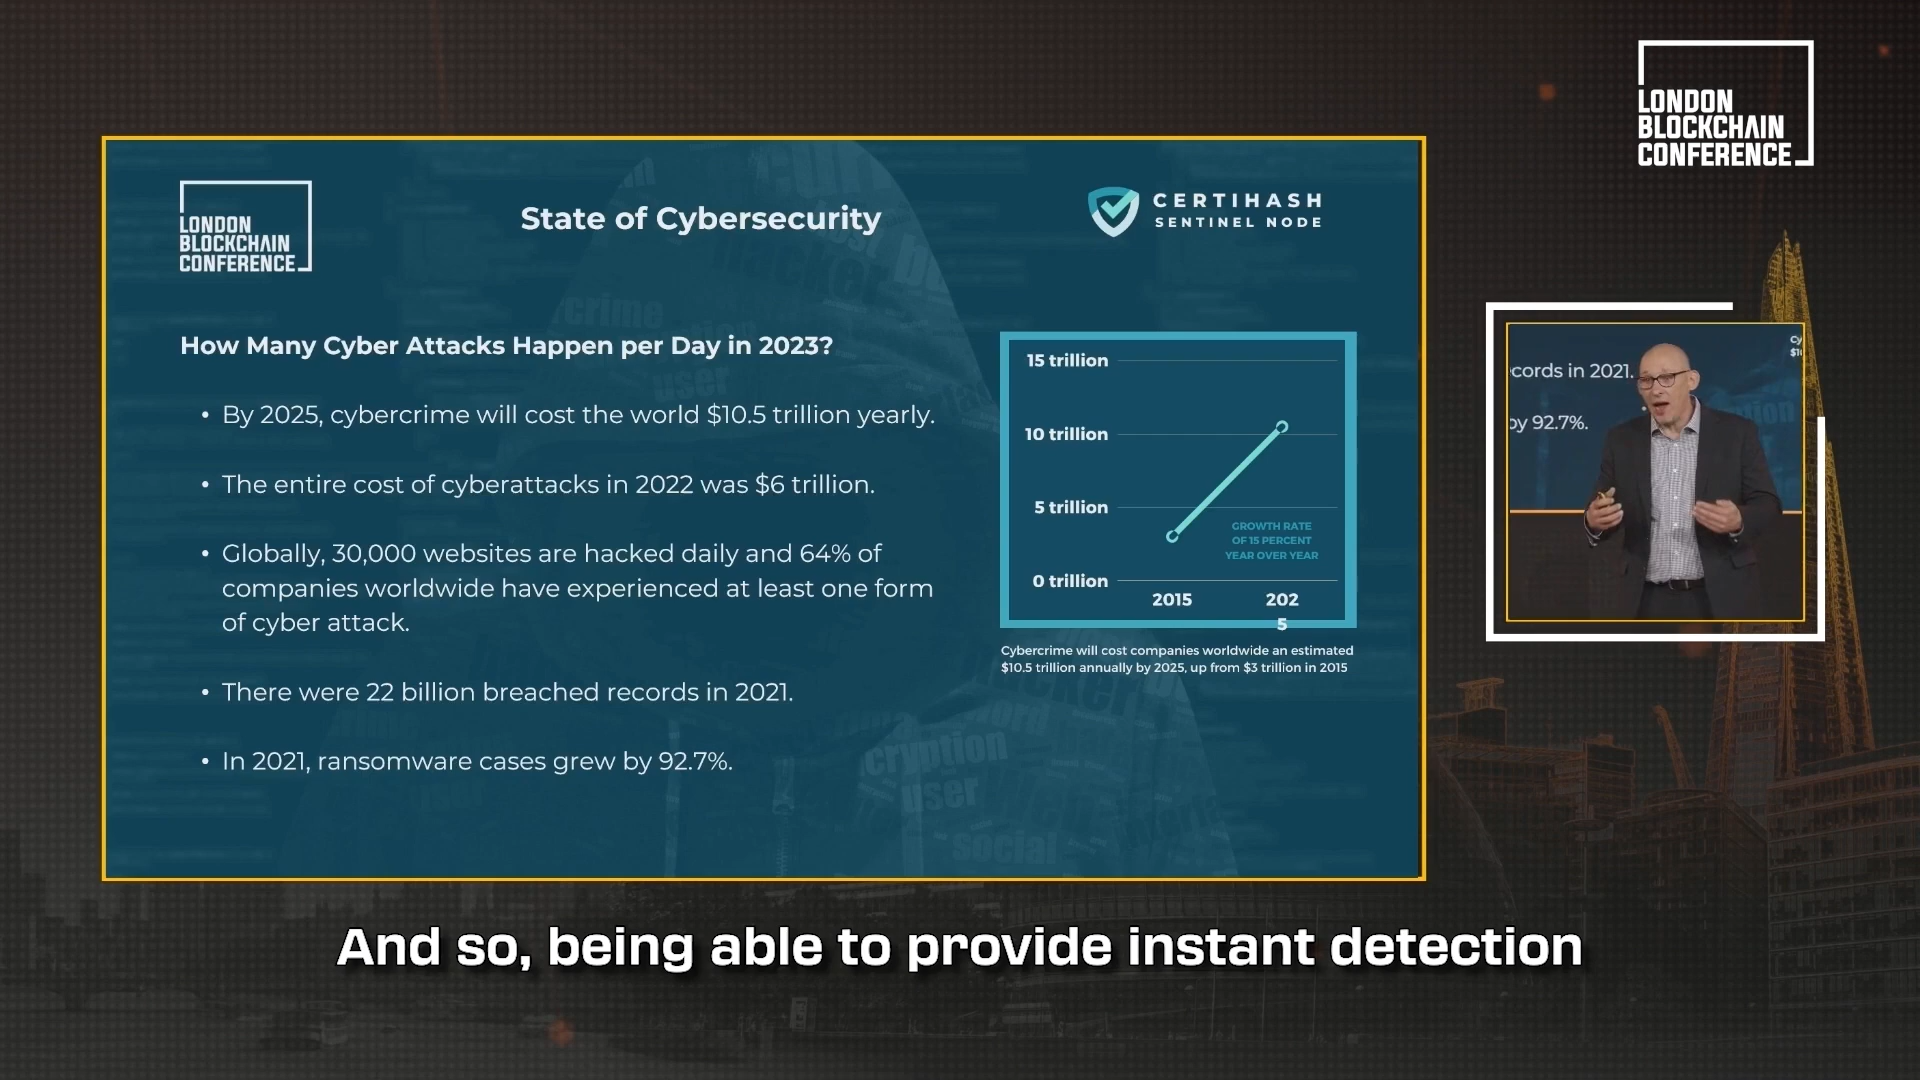 LONDON
BLOCKCHAIN
CONFERENCE
LONDON
BLOCKCHAIN
CONFERENCE
State of Cybersecurity
CERTIHASH
SENTINEL NODE
How Many Cyber Attacks Happen per Day in 2023?
• By 2025, cybercrime will cost the world $10.5 trillion yearly.
• The entire cost of cyberattacks in 2022 was $6 trillion.
• Globally, 30,000 websites are hacked daily and 64% of
companies worldwide have experienced at least one form
of cyber attack.
• There were 22 billion breached records in 2021.
• In 2021, ransomware cases grew by 92.7%.
15 trillion
10 trillion
5 trillion
0 trillion
GROWTH RATE
OF 15 PERCENT
YEAR OVER YEAR
2015
202
5
Cybercrime will cost companies worldwide an estimated
$10.5 trillion annually by 2025, up from $3 trillion in 2015
cords in 2021.
by 92.7%.
And so, being able to provide instant detection